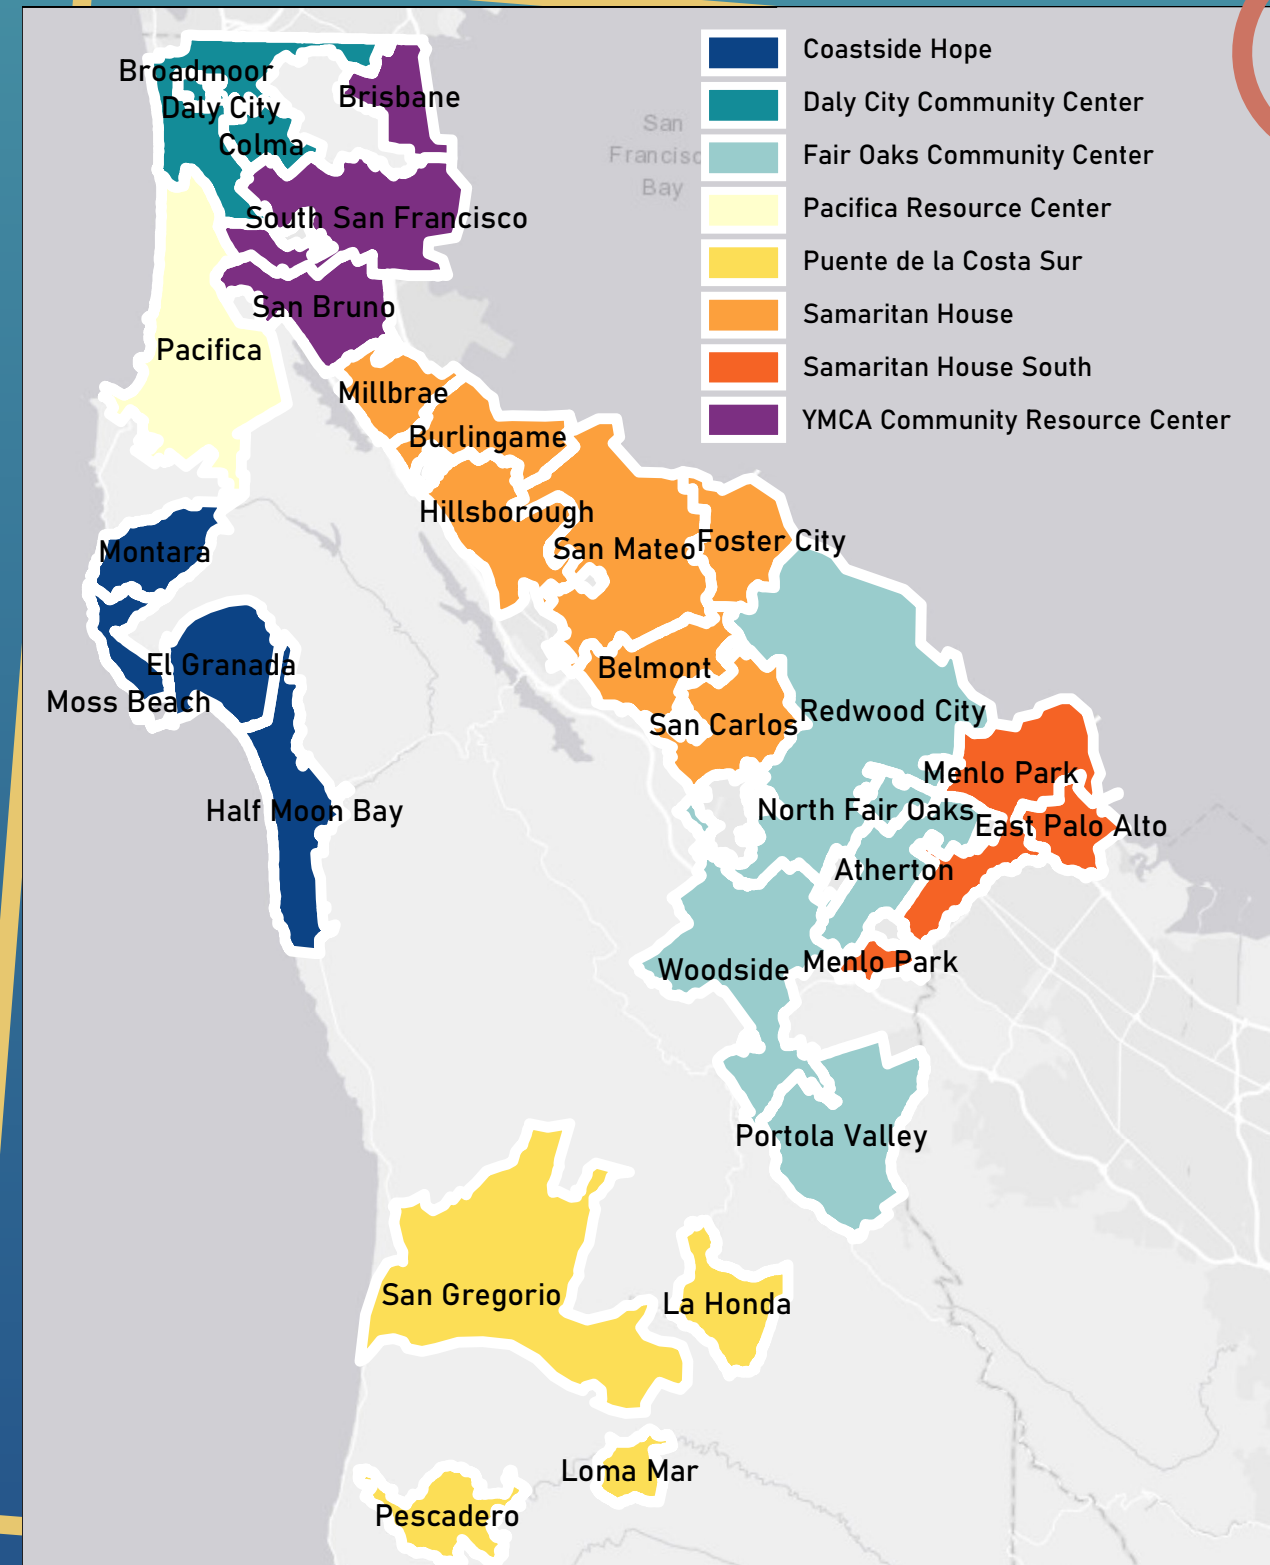 Coastside Hope
Daly City Community Center
Fair Oaks Community Center
Pacifica Resource Center
Puente de la Costa Sur
Samaritan House
Samaritan House South
YMCA Community Resource Center
Broadmoor
Daly City
Colma
Brisbane
San
Francisc
Bay
South San Francisco
San Bruno
Pacifica
Millbrae
Burlingame
Hillsborough
San Mateo
Foster City
Montara
El Granada
Moss Beach
Belmont
San Carlos
Redwood City
Menlo Park
North Fair Oaks
East Palo Alto
Half Moon Bay
Atherton
Woodside
Menlo Park
Portola Valley
San Gregorio
La Honda
Loma Mar
Pescadero